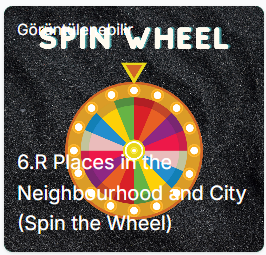 Görüntülenebilir
SPIN WHEEL
6.R Places in the
Neighbourhood and City
(Spin the Wheel)